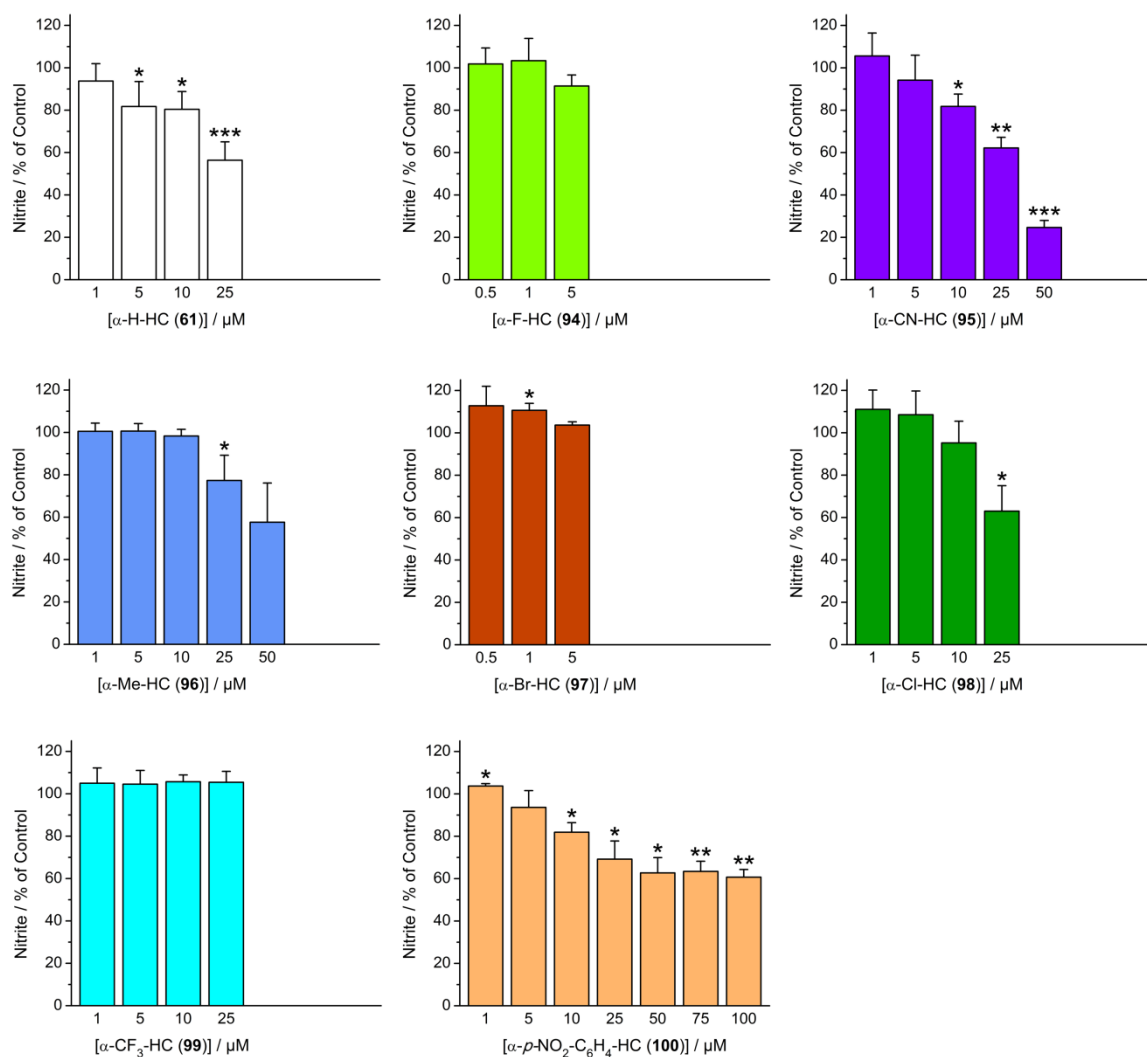 120
100
80
60
40
20
0
Nitrite / % of Control
* * ***
1 5 10 25
[α-H-HC (61)] / µM
120
100
80
60
40
20
0
Nitrite / % of Control
0.5 1 5
[α-F-HC (94)] / µM
120
100
80
60
40
20
0
Nitrite / % of Control
* ** ***
1 5 10 25 50
[α-CN-HC (95)] / µM
120
100
80
60
40
20
0
Nitrite / % of Control
*
1 5 10 25 50
[α-Me-HC (96)] / µM
120
100
80
60
40
20
0
Nitrite / % of Control
*
0.5 1 5
[α-Br-HC (97)] / µM
120
100
80
60
40
20
0
Nitrite / % of Control
*
1 5 10 25
[α-Cl-HC (98)] / µM
120
100
80
60
40
20
0
Nitrite / % of Control
1 5 10 25
[α-CF₃-HC (99)] / µM
120
100
80
60
40
20
0
Nitrite / % of Control
* * * * ** **
1 5 10 25 50 75 100
[α-p-NO₂-C₆H₄-HC (100)] / µM